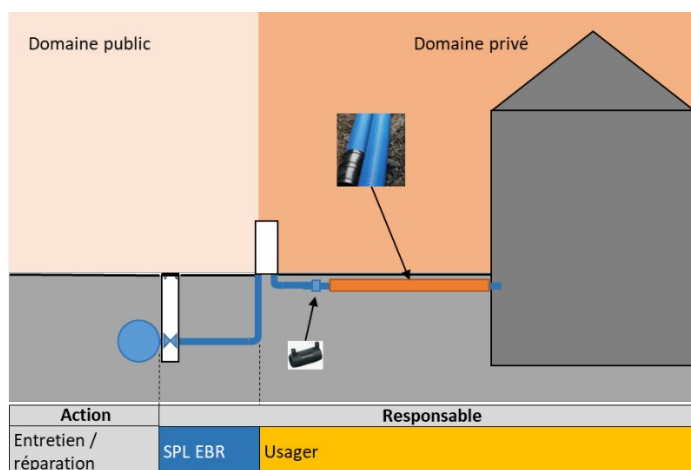 Domaine public
Domaine privé
Action
Responsable
Entretien /
réparation
SPL EBR
Usager